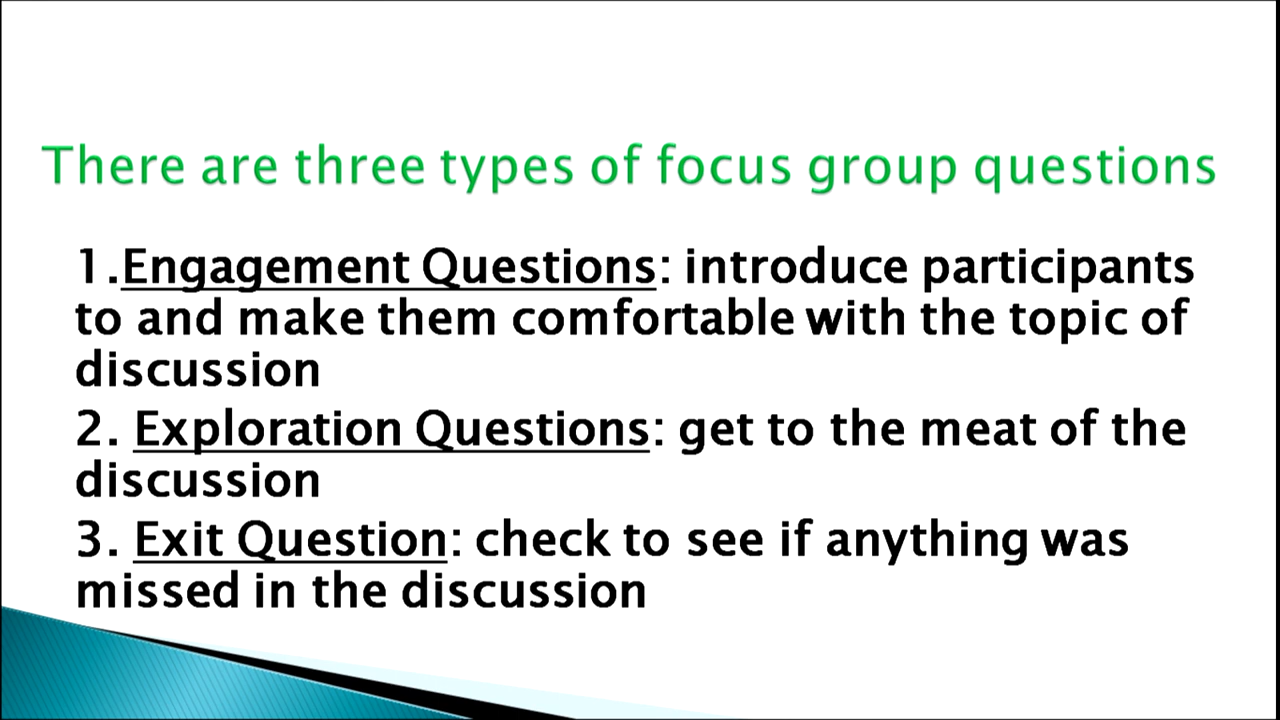 There are three types of focus group questions
1.Engagement Questions: introduce participants
to and make them comfortable with the topic of
discussion
2. Exploration Questions: get to the meat of the
discussion
3. Exit Question: check to see if anything was
missed in the discussion